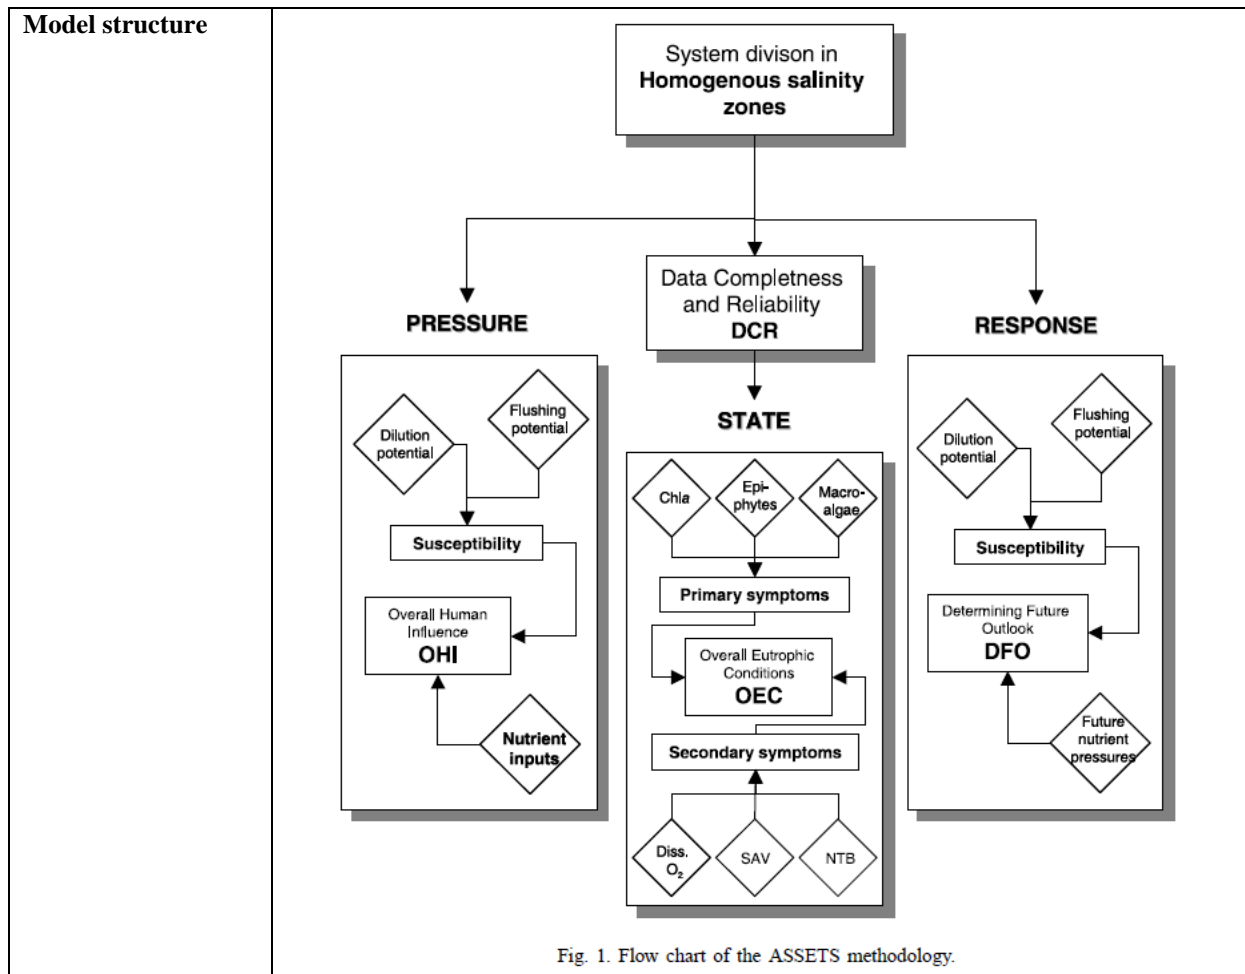 Model structure
System divison in
Homogenous salinity
zones
Data Completness
and Reliability
DCR
PRESSURE
Dilution
potential
Flushing
potential
Susceptibility
Overall Human
Influence
OHI
Nutrient
inputs
STATE
Chla
Epi-
phytes
Macro-
algae
Primary symptoms
Overall Eutrophic
Conditions
OEC
Secondary symptoms
Diss.
O₂
SAV
NTB
RESPONSE
Dilution
potential
Flushing
potential
Susceptibility
Determining Future
Outlook
DFO
Future
nutrient
pressures
Fig. 1. Flow chart of the ASSETS methodology.